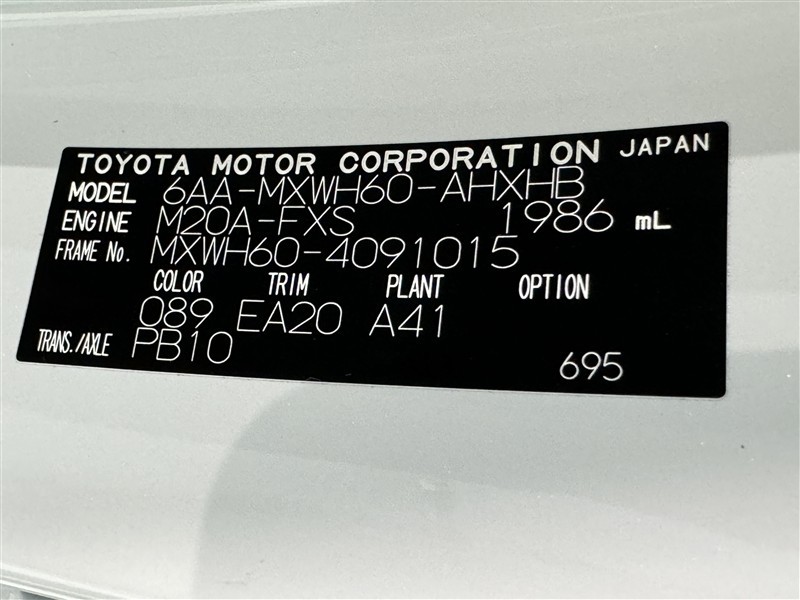 TOYOTA MOTOR CORPORATION JAPAN
MODEL 6AA-MXWH60-AHXHB
ENGINE M20A-FXS 1986 mL
FRAME No. MXWH60-4091015
COLOR TRIM PLANT OPTION
089 EA20 A41
TRANS./AXLE PB10
695